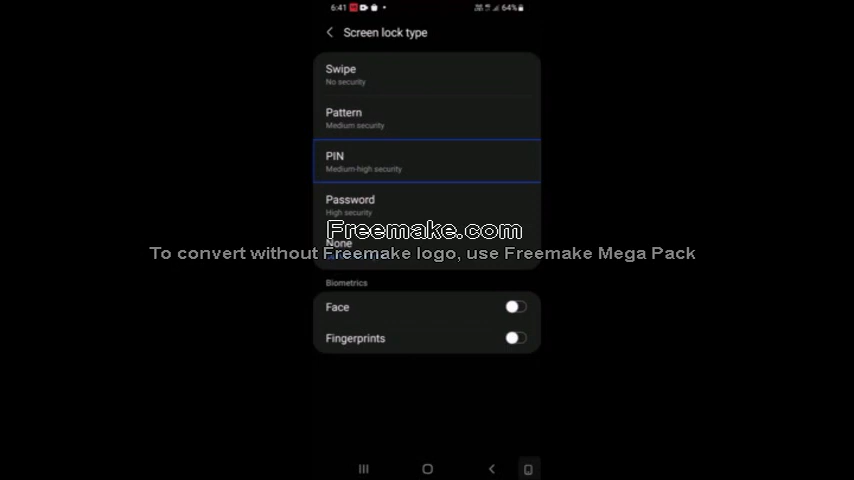 6:41
64%
Screen lock type
Swipe
No security
Pattern
Medium security
PIN
Medium-high security
Password
High security
Freemake.com
None
To convert without Freemake logo, use Freemake Mega Pack
Biometrics
Face
Fingerprints